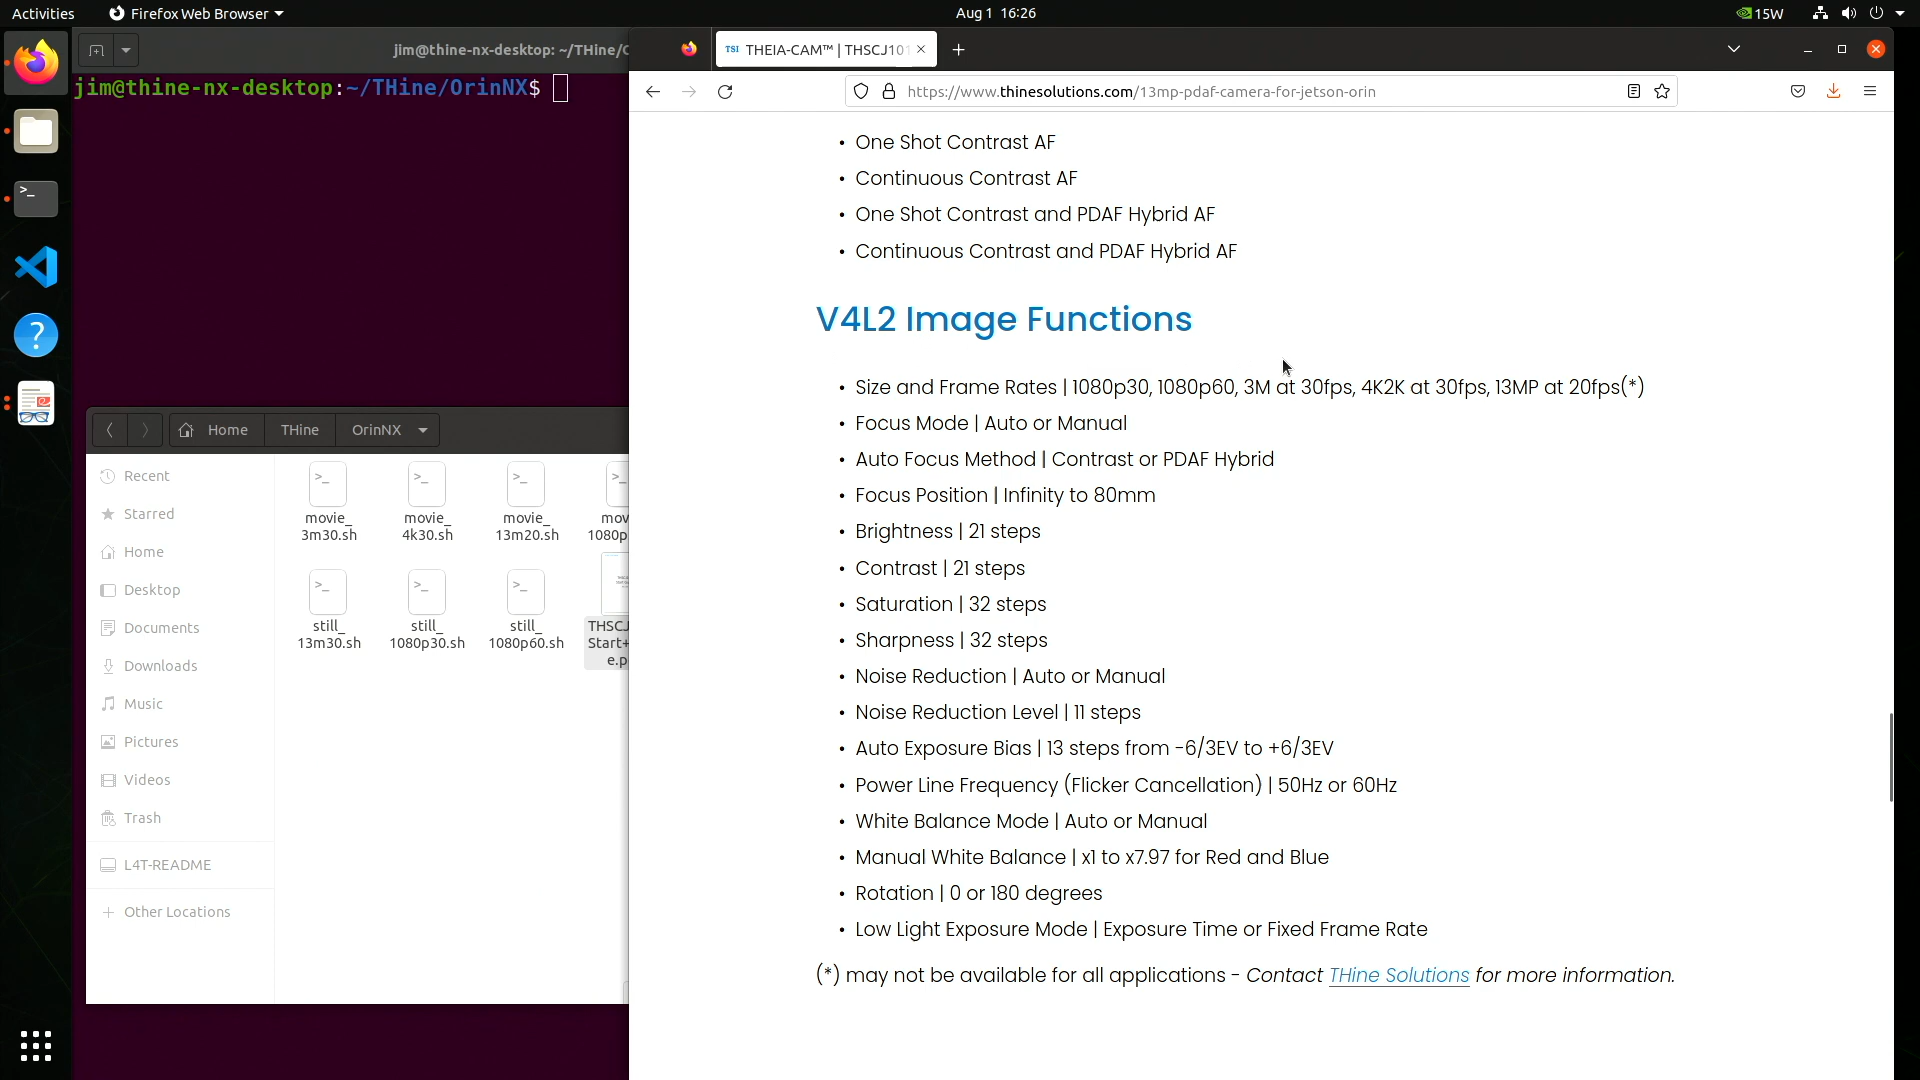 Activities
Firefox Web Browser
Aug 1 16:26
15W
jim@thine-nx-desktop: ~/THine/O
jim@thine-nx-desktop:~/THine/OrinNX$
TSI THEIA-CAM™ | THSCJ101
https://www.thinesolutions.com/13mp-pdaf-camera-for-jetson-orin
• One Shot Contrast AF
• Continuous Contrast AF
• One Shot Contrast and PDAF Hybrid AF
• Continuous Contrast and PDAF Hybrid AF
V4L2 Image Functions
• Size and Frame Rates | 1080p30, 1080p60, 3M at 30fps, 4K2K at 30fps, 13MP at 20fps(*)
• Focus Mode | Auto or Manual
• Auto Focus Method | Contrast or PDAF Hybrid
• Focus Position | Infinity to 80mm
• Brightness | 21 steps
• Contrast | 21 steps
• Saturation | 32 steps
• Sharpness | 32 steps
• Noise Reduction | Auto or Manual
• Noise Reduction Level | 11 steps
• Auto Exposure Bias | 13 steps from -6/3EV to +6/3EV
• Power Line Frequency (Flicker Cancellation) | 50Hz or 60Hz
• White Balance Mode | Auto or Manual
• Manual White Balance | x1 to x7.97 for Red and Blue
• Rotation | 0 or 180 degrees
• Low Light Exposure Mode | Exposure Time or Fixed Frame Rate
(*) may not be available for all applications - Contact THine Solutions for more information.
Home
THine
OrinNX
Recent
Starred
Home
Desktop
Documents
Downloads
Music
Pictures
Videos
Trash
L4T-README
Other Locations
movie_
3m30.sh
movie_
4k30.sh
movie_
13m20.sh
mov
1080p
still_
13m30.sh
still_
1080p30.sh
still_
1080p60.sh
THSCJ
Start+
e.p